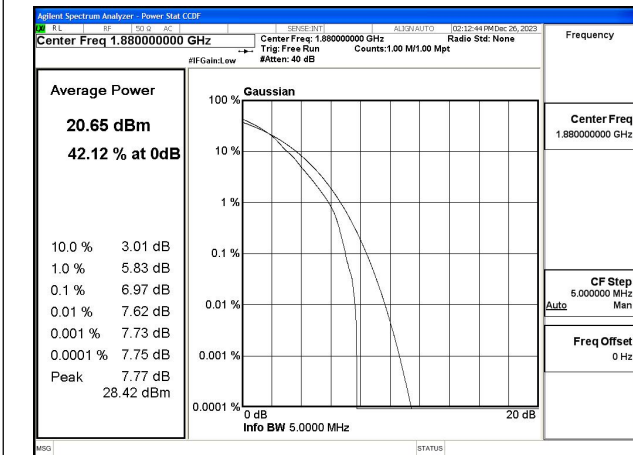 Agilent Spectrum Analyzer - Power Stat CCDF
RL RF 50 Ω AC SENSE:INT ALIGN AUTO 02:12:44 PM Dec 26, 2023
Center Freq 1.880000000 GHz
Center Freq: 1.880000000 GHz Radio Std: None
Trig: Free Run Counts:1.00 M/1.00 Mpt
#IFGain:Low #Atten: 40 dB
Frequency
Average Power
20.65 dBm
42.12 % at 0dB
10.0 % 3.01 dB
1.0 % 5.83 dB
0.1 % 6.97 dB
0.01 % 7.62 dB
0.001 % 7.73 dB
0.0001 % 7.75 dB
Peak 7.77 dB
28.42 dBm
Gaussian
100 %
10 %
1 %
0.1 %
0.01 %
0.001 %
0.0001 %
0 dB 20 dB
Info BW 5.0000 MHz
Center Freq
1.880000000 GHz
CF Step
5.000000 MHz
Auto Man
Freq Offset
0 Hz
MSG STATUS